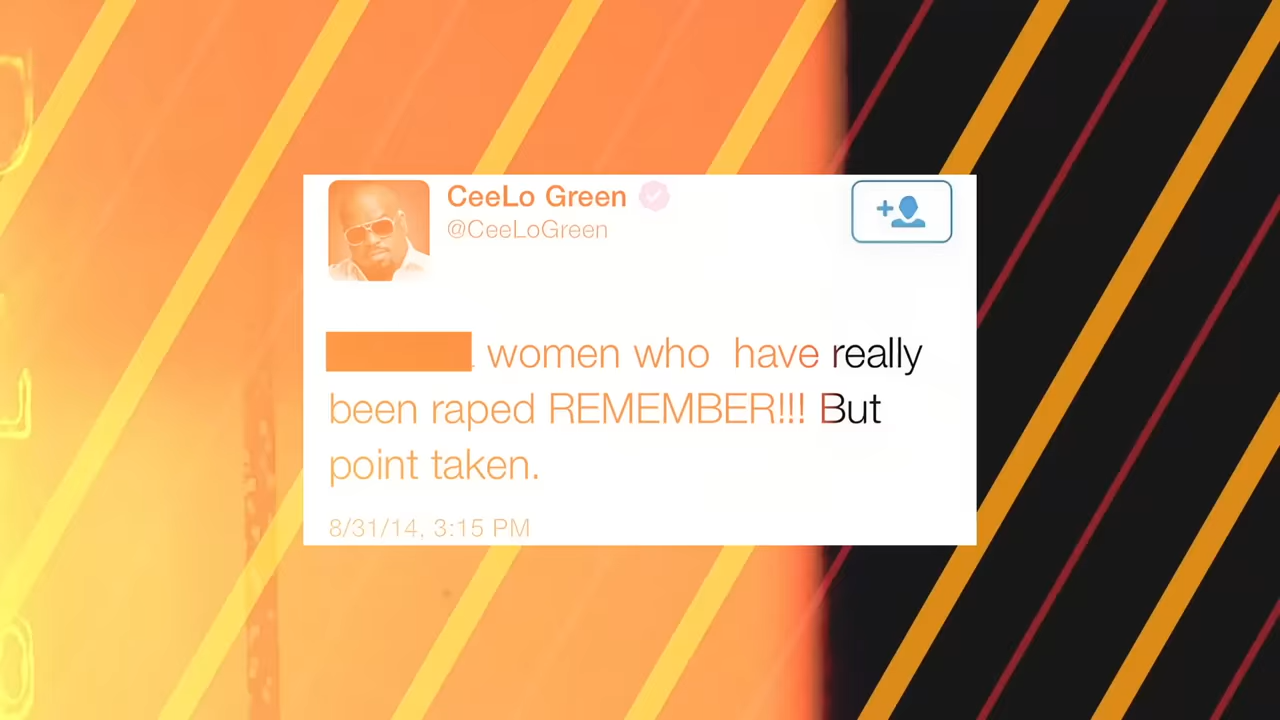 CeeLo Green
@CeeLoGreen
women who have really
been raped REMEMBER!!! But
point taken.
8/31/14, 3:15 PM